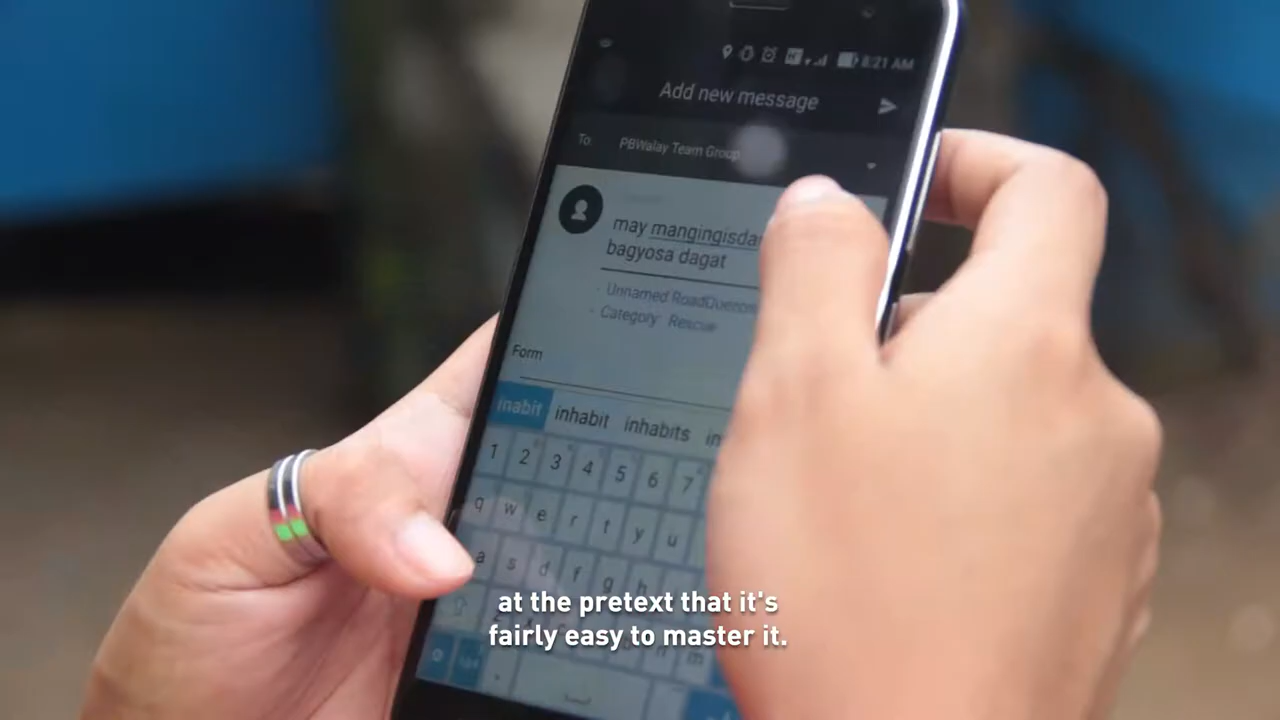 8:21 AM
Add new message
To: PBWalay Team Group
may mangingisda
bagyosa dagat
- Unnamed Road
- Category: Rescue
Form
inabit inhabit inhabits in
1 2 3 4 5 6 7
q w e r t y u
a s d f g h
at the pretext that it's
fairly easy to master it.